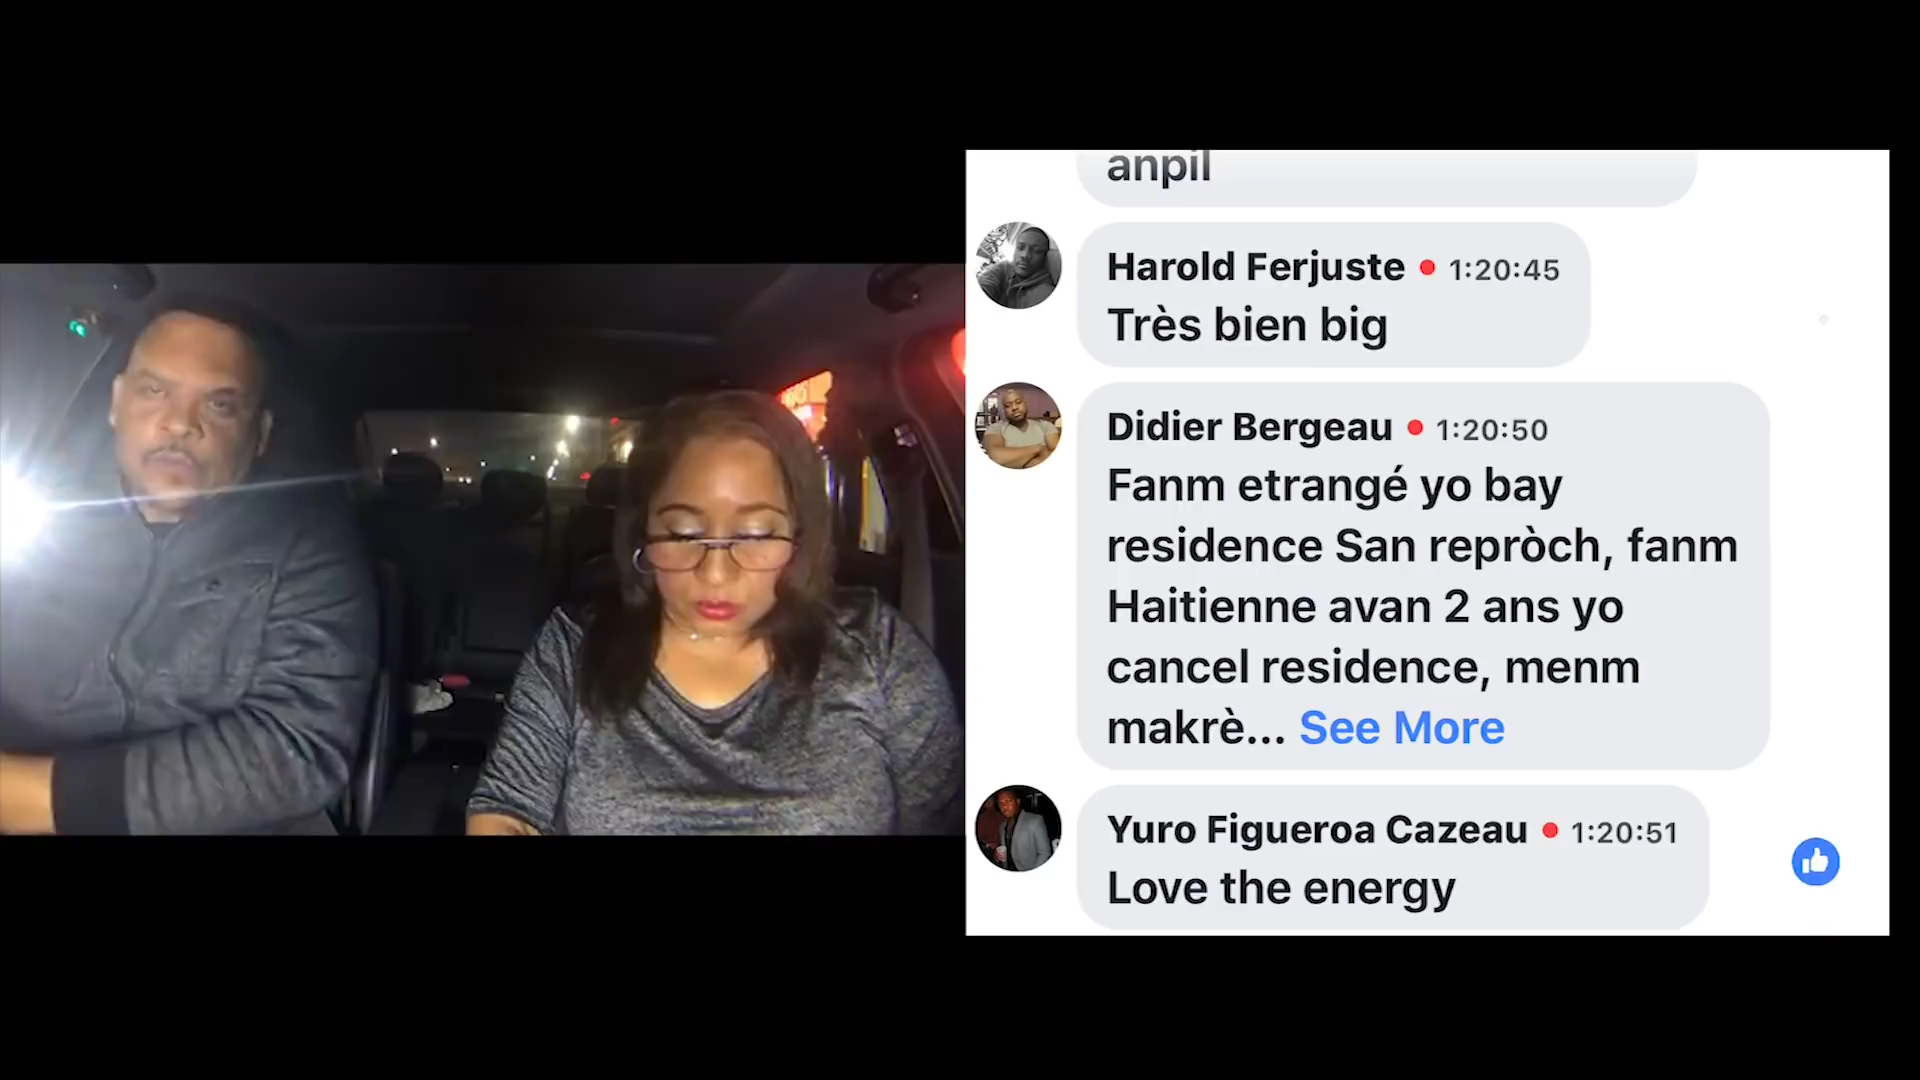 anpil
Harold Ferjuste 1:20:45
Très bien big
Didier Bergeau 1:20:50
Fanm etrangé yo bay
residence San repròch, fanm
Haitienne avan 2 ans yo
cancel residence, menm
makrè... See More
Yuro Figueroa Cazeau 1:20:51
Love the energy